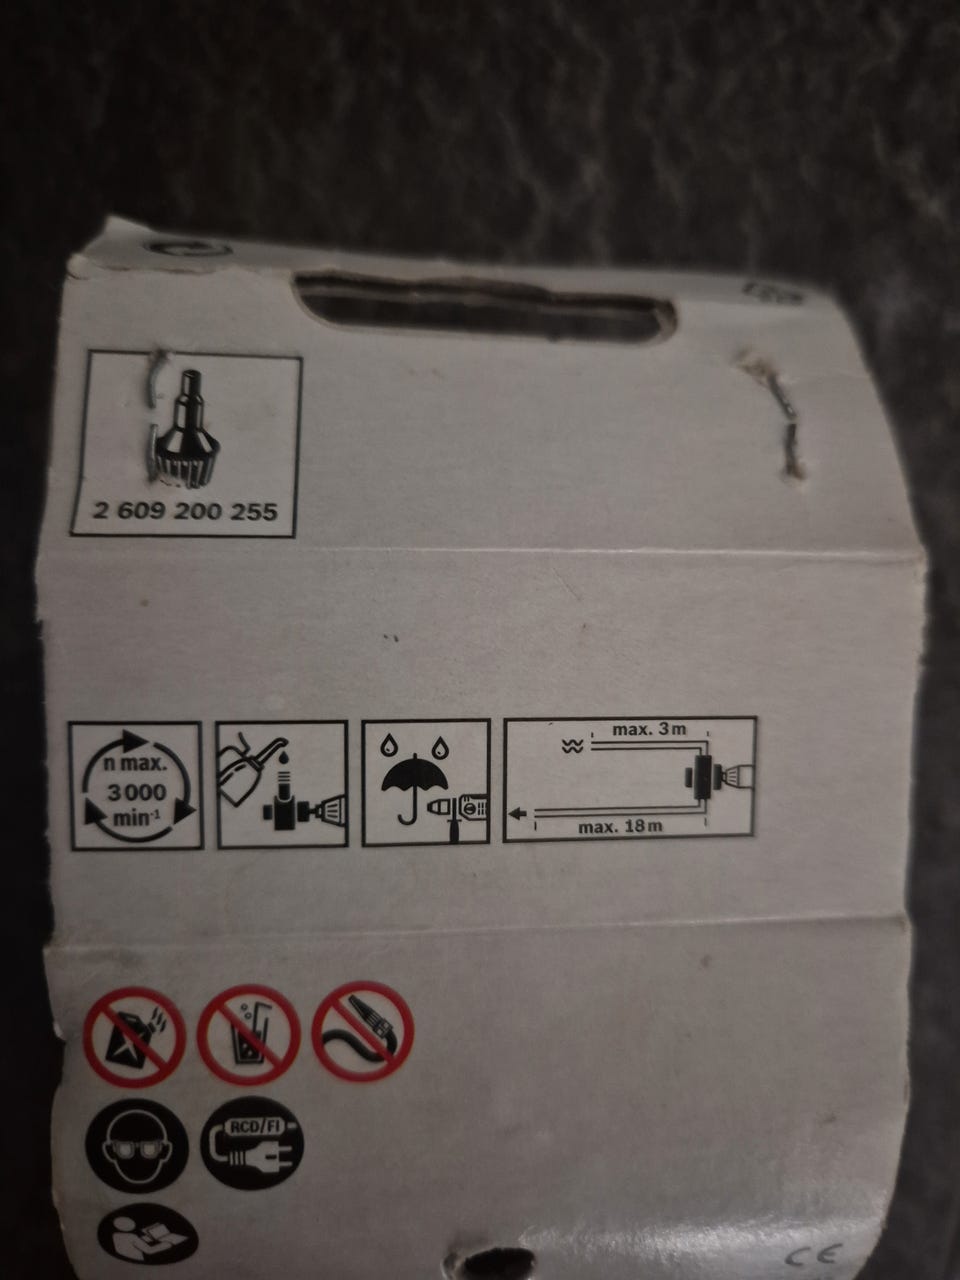 2 609 200 255
n max.
3000
min⁻¹
max. 3m
max. 18m
RCD/FI
CE